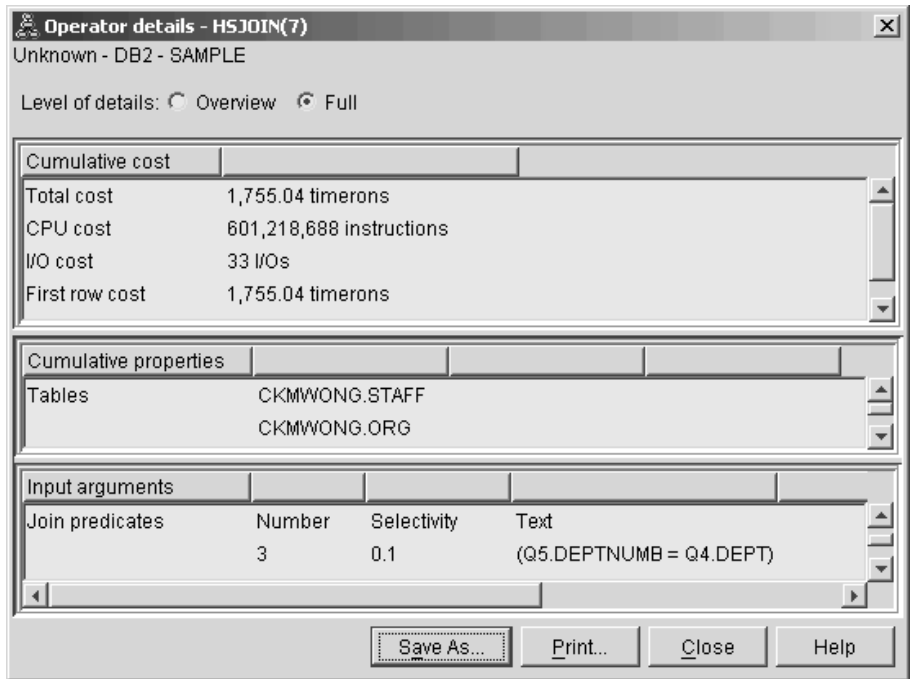 Operator details - HSJOIN(7)
Unknown - DB2 - SAMPLE
Level of details: Overview Full
Cumulative cost
Total cost 1,755.04 timerons
CPU cost 601,218,688 instructions
I/O cost 33 I/Os
First row cost 1,755.04 timerons
Cumulative properties
Tables CKMWONG.STAFF
CKMWONG.ORG
Input arguments
Join predicates Number Selectivity Text
3 0.1 (Q5.DEPTNUMB = Q4.DEPT)
Save As... Print... Close Help